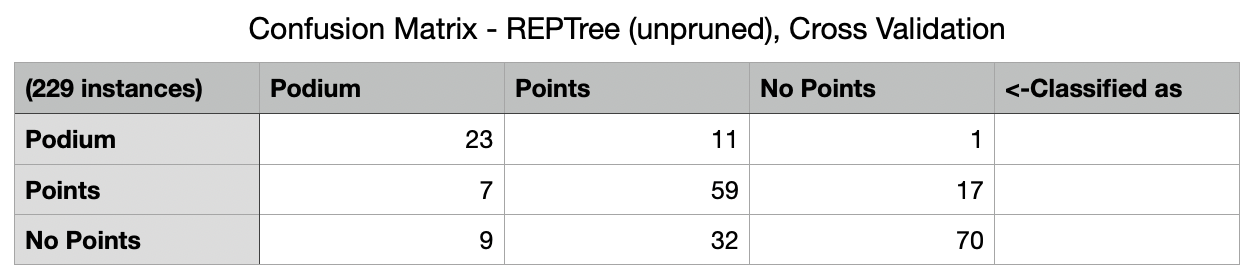 Confusion Matrix - REPTree (unpruned), Cross Validation
(229 instances) Podium Points No Points <-Classified as
Podium 23 11 1
Points 7 59 17
No Points 9 32 70